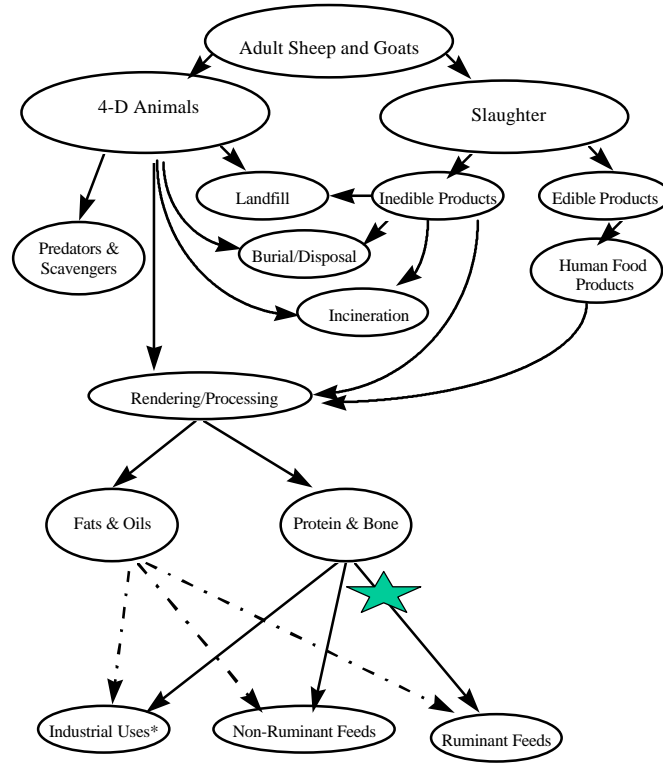 Adult Sheep and Goats
4-D Animals
Slaughter
Landfill
Inedible Products
Edible Products
Predators &
Scavengers
Burial/Disposal
Human Food
Products
Incineration
Rendering/Processing
Fats & Oils
Protein & Bone
Industrial Uses*
Non-Ruminant Feeds
Ruminant Feeds